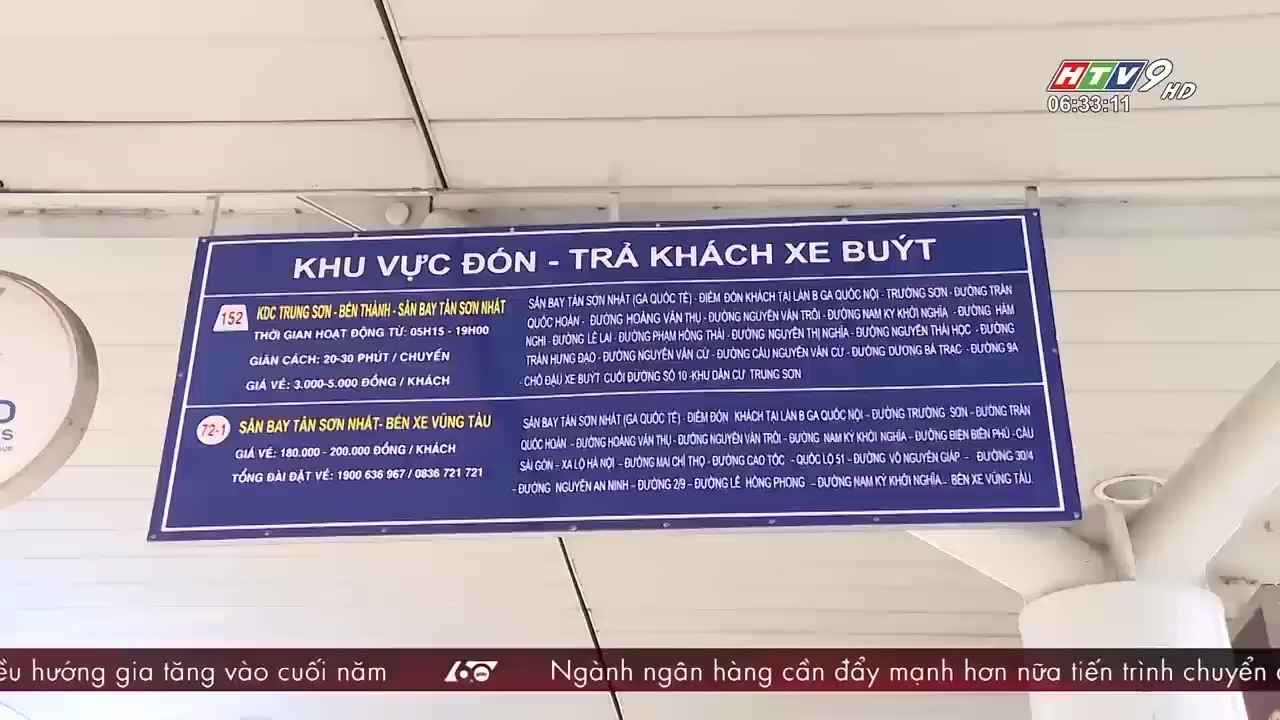 HTV9 HD
06:33:11
KHU VỰC ĐÓN - TRẢ KHÁCH XE BUÝT
152 KDC TRUNG SƠN - BẾN THÀNH - SÂN BAY TÂN SƠN NHẤT
THỜI GIAN HOẠT ĐỘNG TỪ: 05H15 - 19H00
GIÃN CÁCH: 20-30 PHÚT / CHUYẾN
GIÁ VÉ: 3.000-5.000 ĐỒNG / KHÁCH
SÂN BAY TÂN SƠN NHẤT (GA QUỐC TẾ) - ĐIỂM ĐÓN KHÁCH TẠI LÀN B GA QUỐC NỘI - TRƯỜNG SƠN - ĐƯỜNG TRẦN
QUỐC HOÀN - ĐƯỜNG HOÀNG VĂN THỤ - ĐƯỜNG NGUYỄN VĂN TRỖI - ĐƯỜNG NAM KỲ KHỞI NGHĨA - ĐƯỜNG HÀM
NGHI - ĐƯỜNG LÊ LAI - ĐƯỜNG PHẠM HỒNG THÁI - ĐƯỜNG NGUYỄN THỊ NGHĨA - ĐƯỜNG NGUYỄN THÁI HỌC - ĐƯỜNG
TRẦN HƯNG ĐẠO - ĐƯỜNG NGUYỄN VĂN CỪ - ĐƯỜNG CẦU NGUYỄN VĂN CỪ - ĐƯỜNG DƯƠNG BÁ TRẠC - ĐƯỜNG 9A
- CHỖ ĐẬU XE BUÝT CUỐI ĐƯỜNG SỐ 10 -KHU DÂN CƯ TRUNG SƠN
72-1 SÂN BAY TÂN SƠN NHẤT- BẾN XE VŨNG TÀU
GIÁ VÉ: 180.000 - 200.000 ĐỒNG / KHÁCH
TỔNG ĐÀI ĐẶT VÉ: 1900 636 967 / 0836 721 721
SÂN BAY TÂN SƠN NHẤT (GA QUỐC TẾ) - ĐIỂM ĐÓN KHÁCH TẠI LÀN B GA QUỐC NỘI – ĐƯỜNG TRƯỜNG SƠN - ĐƯỜNG TRẦN
QUỐC HOÀN - ĐƯỜNG HOÀNG VĂN THỤ - ĐƯỜNG NGUYỄN VĂN TRỖI - ĐƯỜNG NAM KỲ KHỞI NGHĨA – ĐƯỜNG ĐIỆN BIÊN PHỦ -CẦU
SÀI GÒN - XA LỘ HÀ NỘI – ĐƯỜNG MAI CHÍ THỌ - ĐƯỜNG CAO TỐC – QUỐC LỘ 51 – ĐƯỜNG VÕ NGUYÊN GIÁP – ĐƯỜNG 30/4
- ĐƯỜNG NGUYỄN AN NINH – ĐƯỜNG 2/9 – ĐƯỜNG LÊ HỒNG PHONG – ĐƯỜNG NAM KỲ KHỞI NGHĨA – BẾN XE VŨNG TÀU.
hướng gia tăng vào cuối năm 60 Ngành ngân hàng cần đẩy mạnh hơn nữa tiến trình chuyển